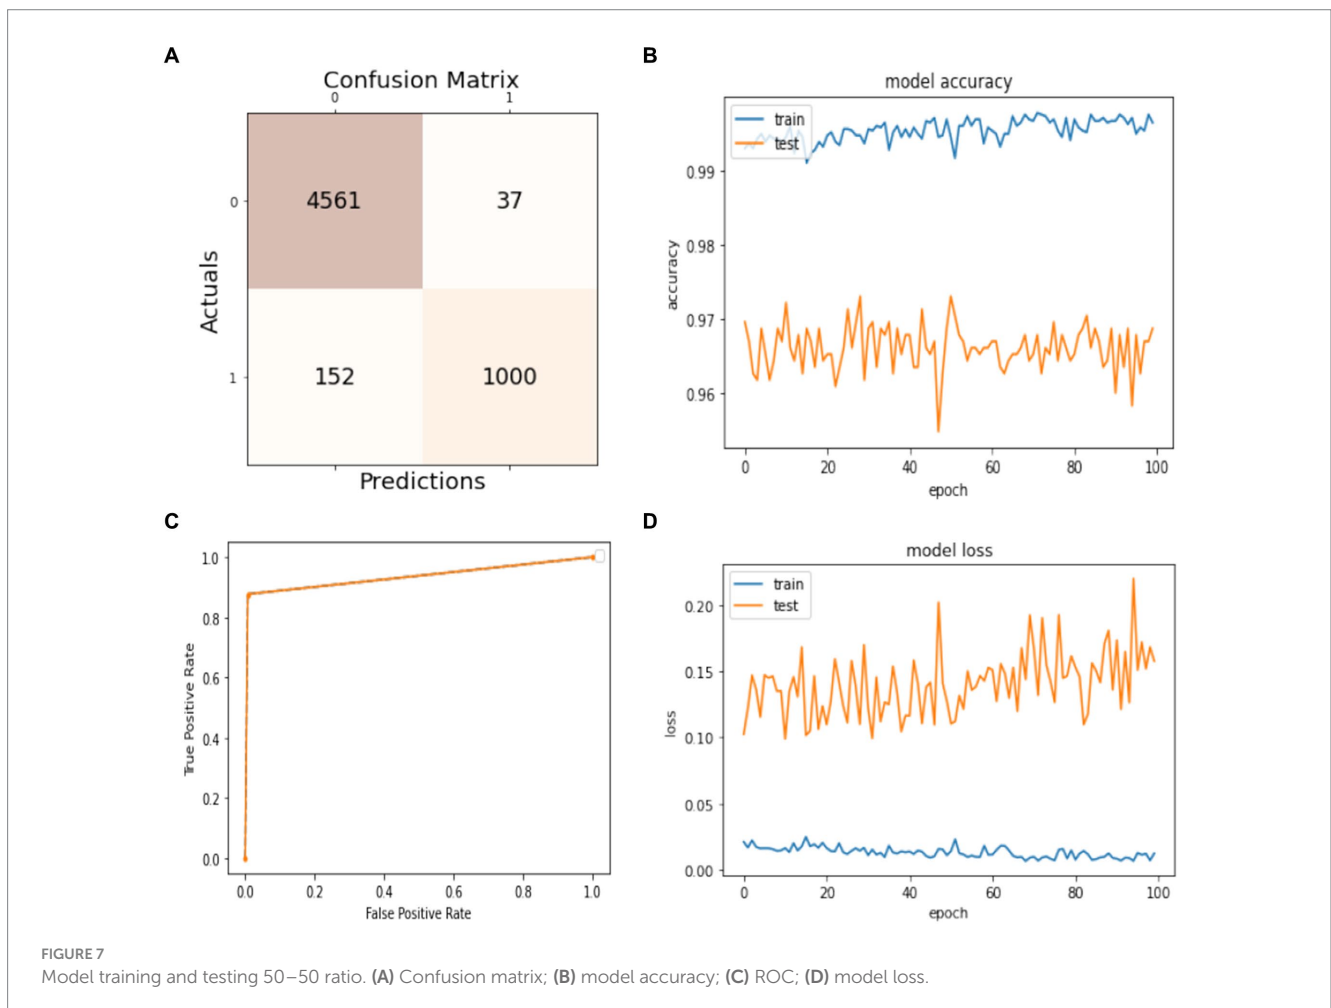 A
Confusion Matrix
0 1
0
4561 37
Actuals
1
152 1000
Predictions
B
model accuracy
train
test
0.99
0.98
0.97
0.96
accuracy
0 20 40 60 80 100
epoch
C
1.0
0.8
0.6
0.4
0.2
0.0
True Positive Rate
0.0 0.2 0.4 0.6 0.8 1.0
False Positive Rate
D
model loss
train
test
0.20
0.15
0.10
0.05
0.00
loss
0 20 40 60 80 100
epoch
FIGURE 7
Model training and testing 50–50 ratio. (A) Confusion matrix; (B) model accuracy; (C) ROC; (D) model loss.